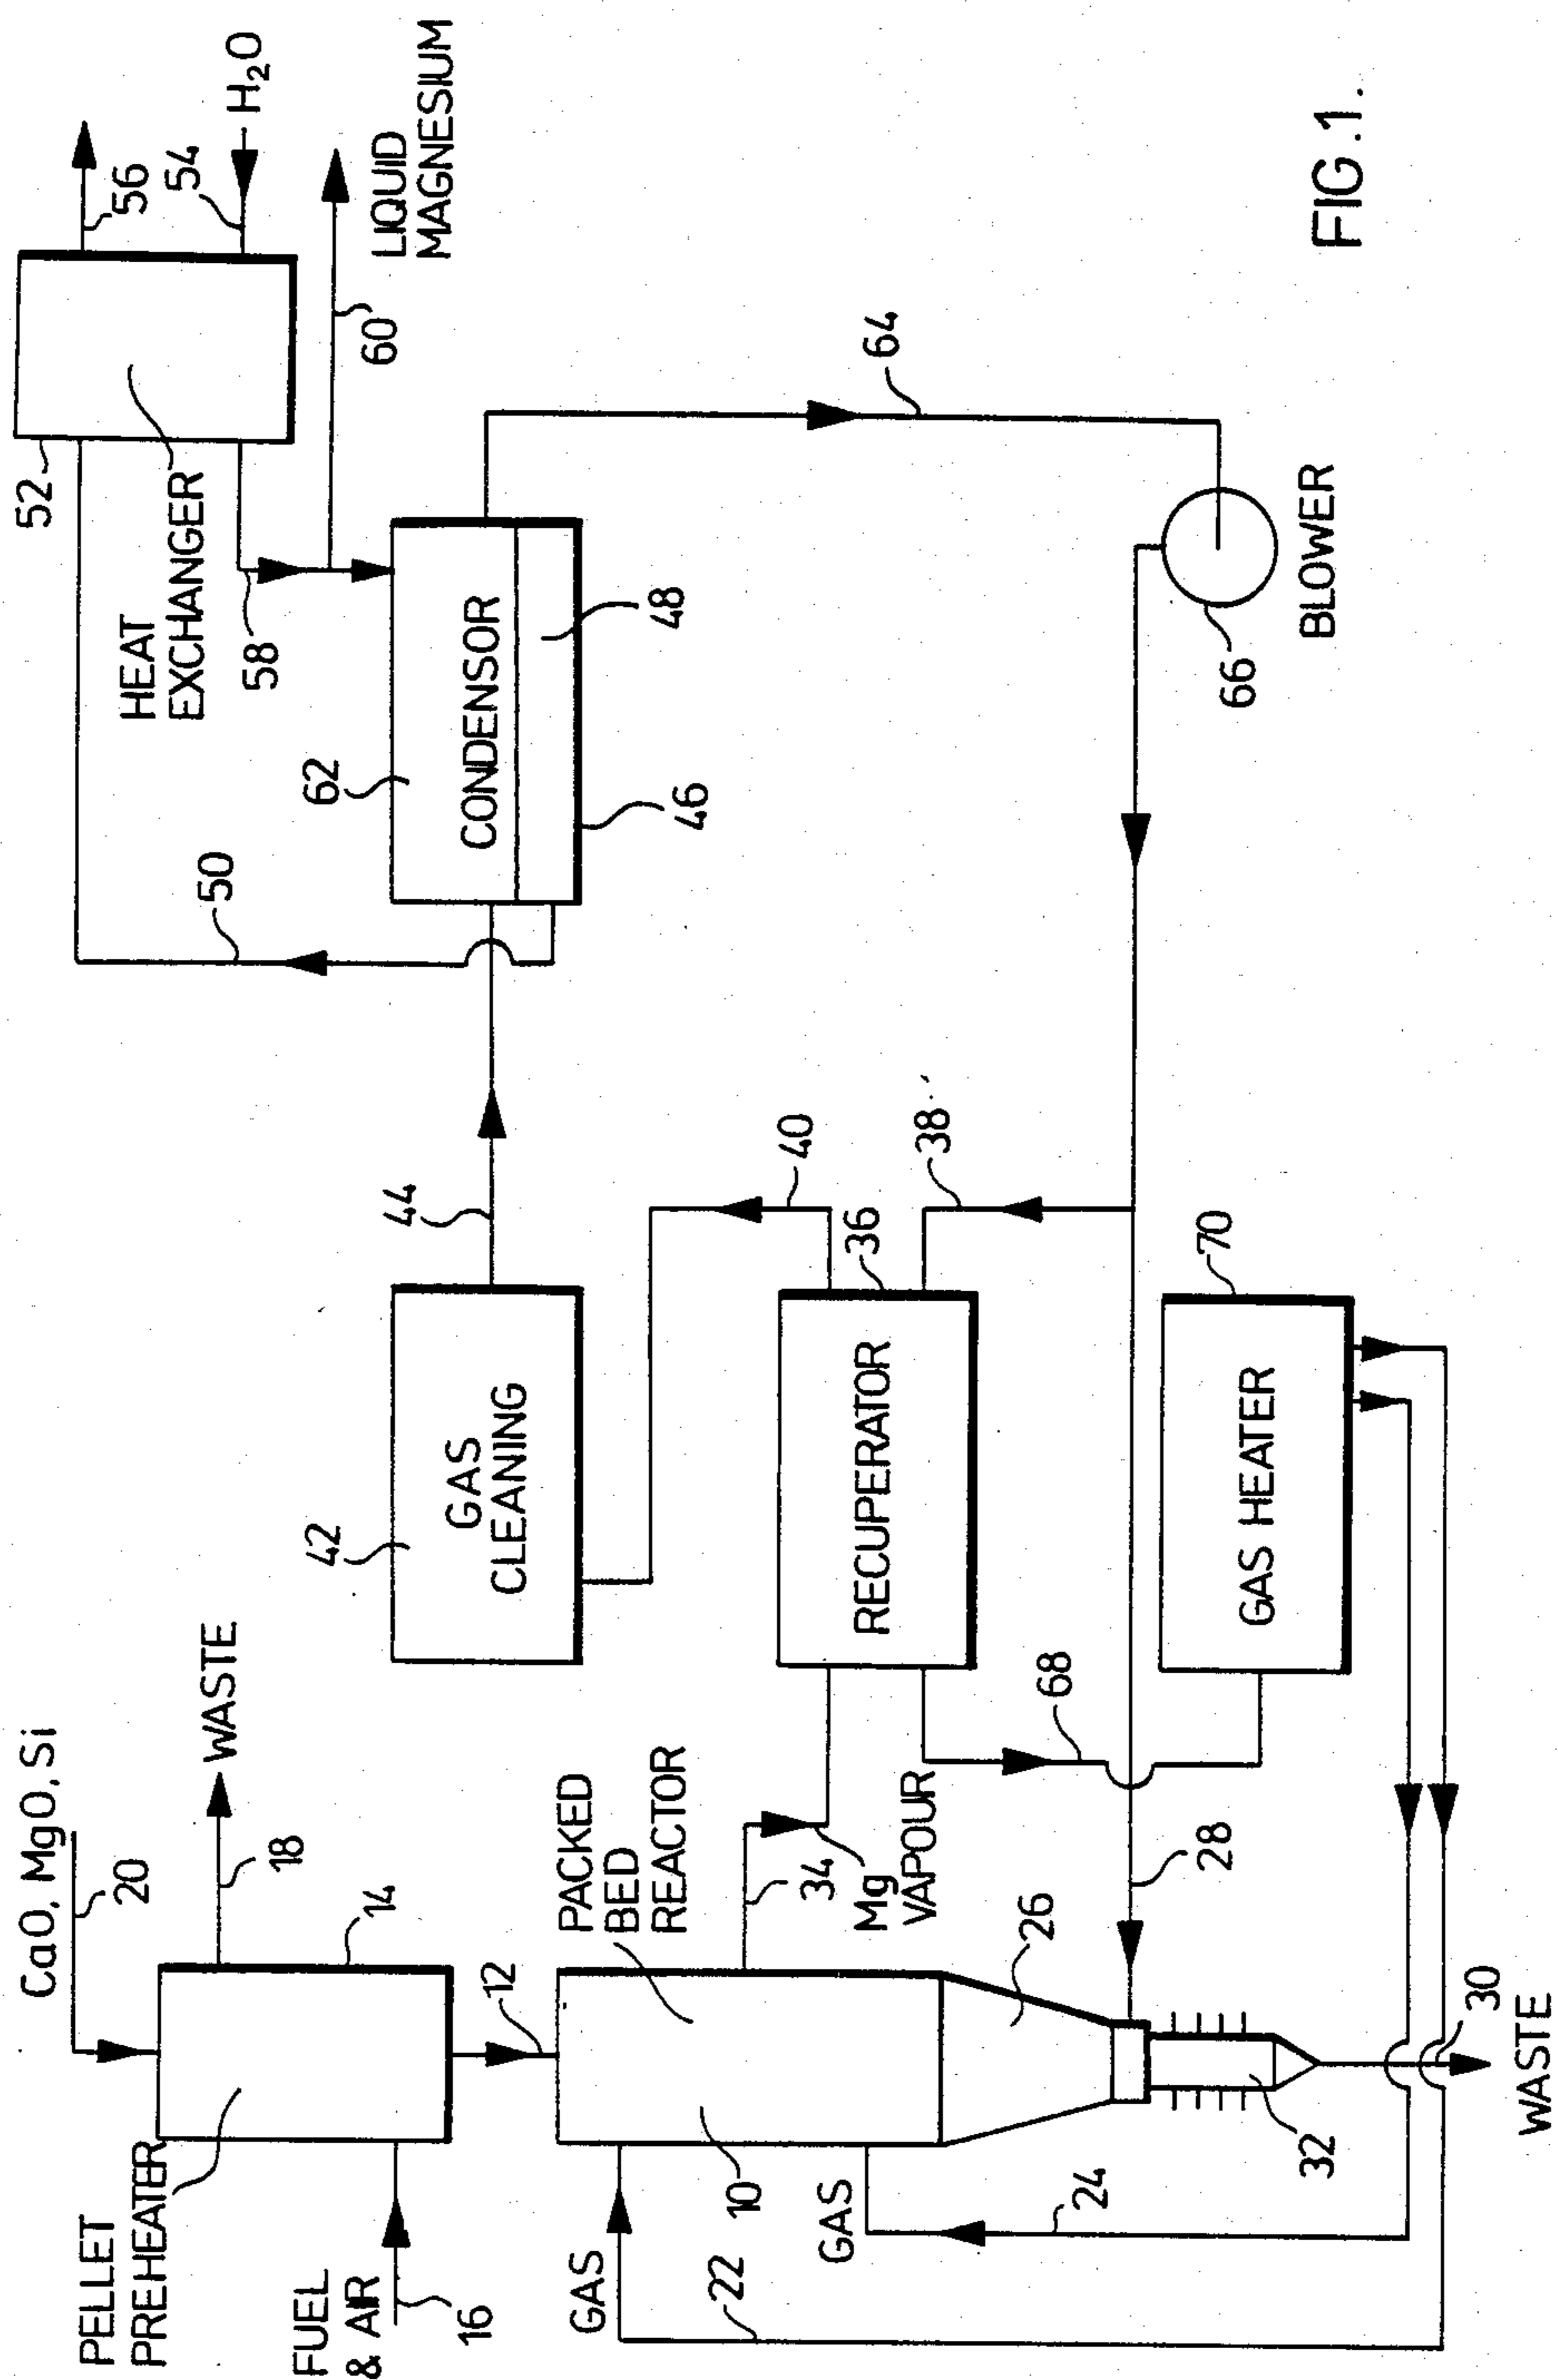 CaO, MgO, Si
20
WASTE
18
14
PELLET
PREHEATER
FUEL
& AIR
16
12
PACKED
BED
REACTOR
GAS
22
10
GAS
24
34
Mg
VAPOUR
26
28
32
30
WASTE
42
GAS
CLEANING
44
40
36
38
RECUPERATOR
68
70
GAS HEATER
50
62
CONDENSOR
48
46
52
HEAT
EXCHANGER
58
56
54
H₂O
60
LIQUID
MAGNESIUM
64
66
BLOWER
FIG.1.